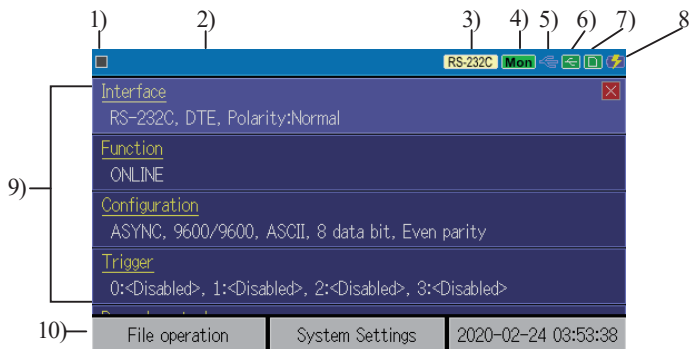 1) 2) 3) 4) 5) 6) 7) 8
RS-232C Mon
Interface
RS-232C, DTE, Polarity:Normal
Function
ONLINE
9)
Configuration
ASYNC, 9600/9600, ASCII, 8 data bit, Even parity
Trigger
0:<Disabled>, 1:<Disabled>, 2:<Disabled>, 3:<Disabled>
10) File operation System Settings 2020-02-24 03:53:38